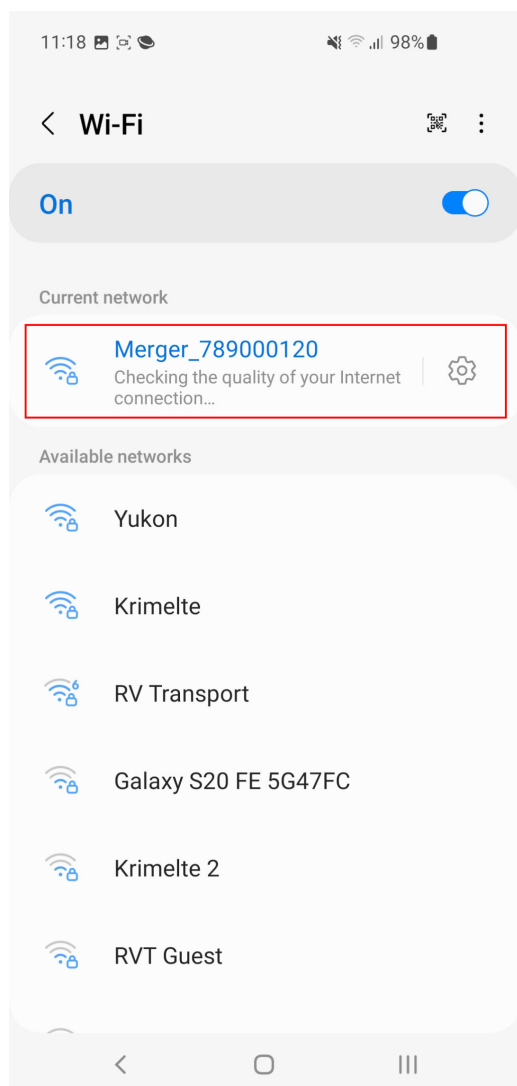 11:18 98%
Wi-Fi
On
Current network
Merger_789000120
Checking the quality of your Internet
connection...
Available networks
Yukon
Krimelte
6
RV Transport
Galaxy S20 FE 5G47FC
Krimelte 2
RVT Guest